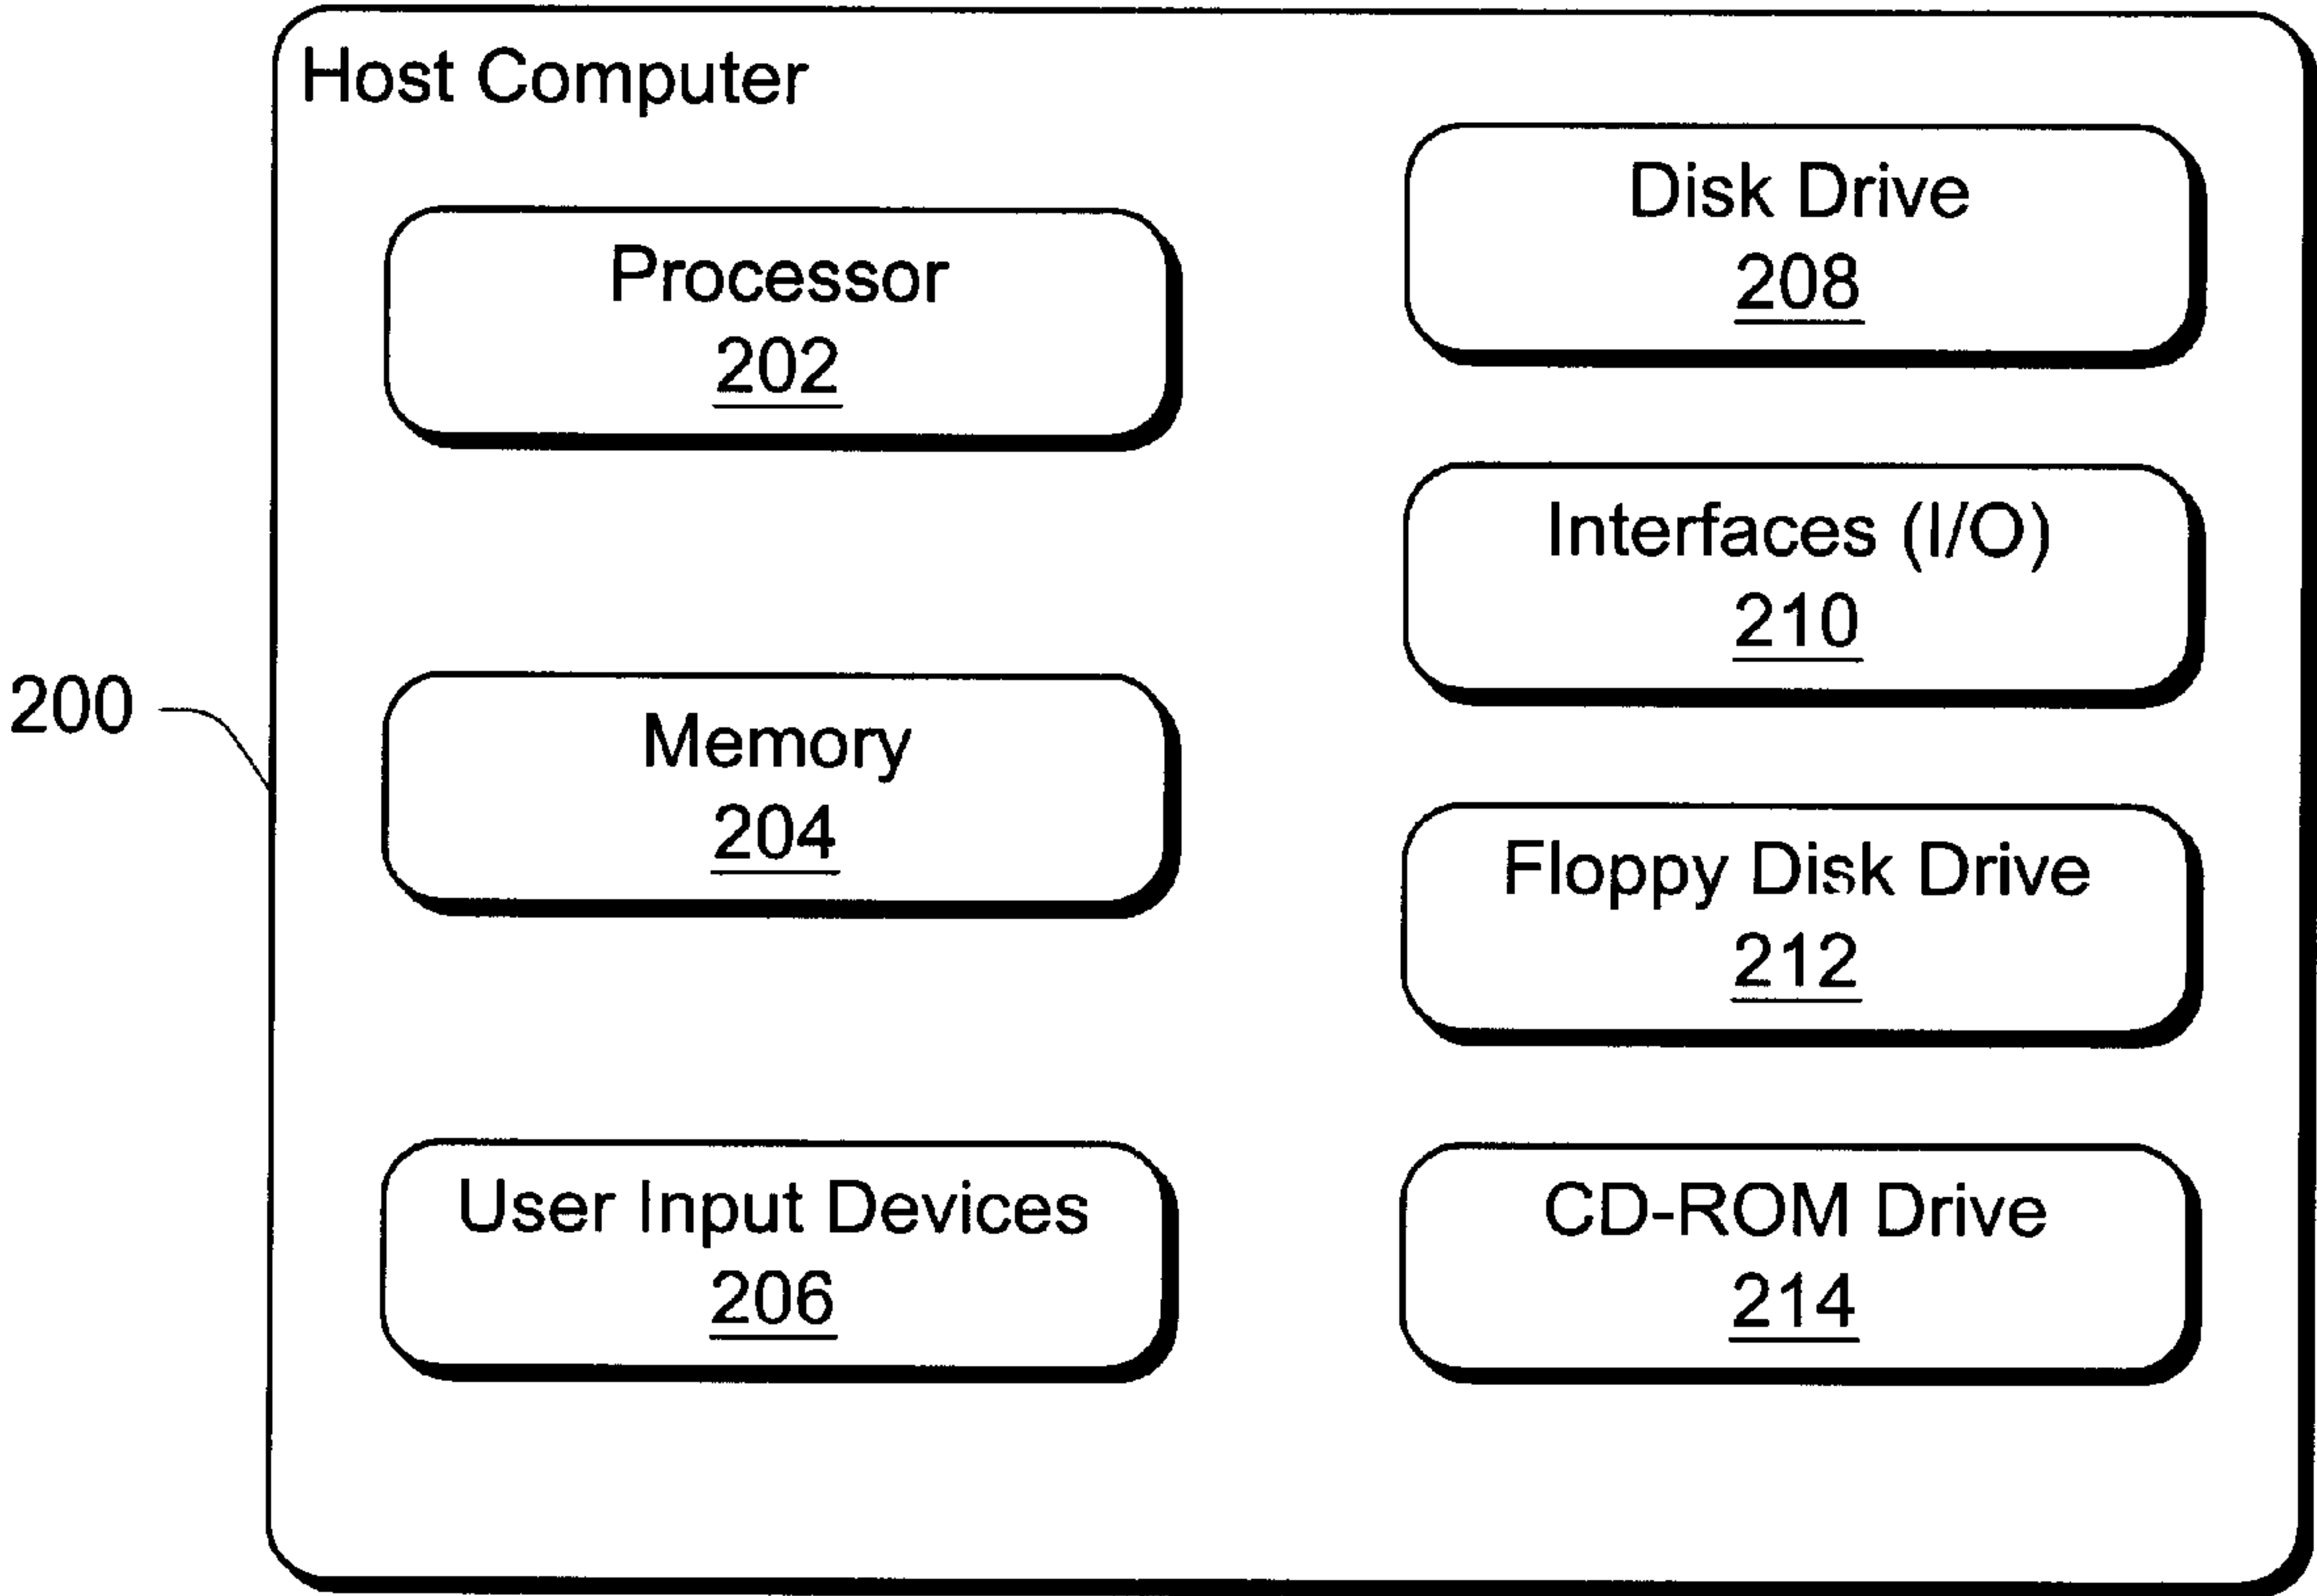 Host Computer
Processor
202
Memory
204
User Input Devices
206
Disk Drive
208
Interfaces (I/O)
210
Floppy Disk Drive
212
CD-ROM Drive
214
200